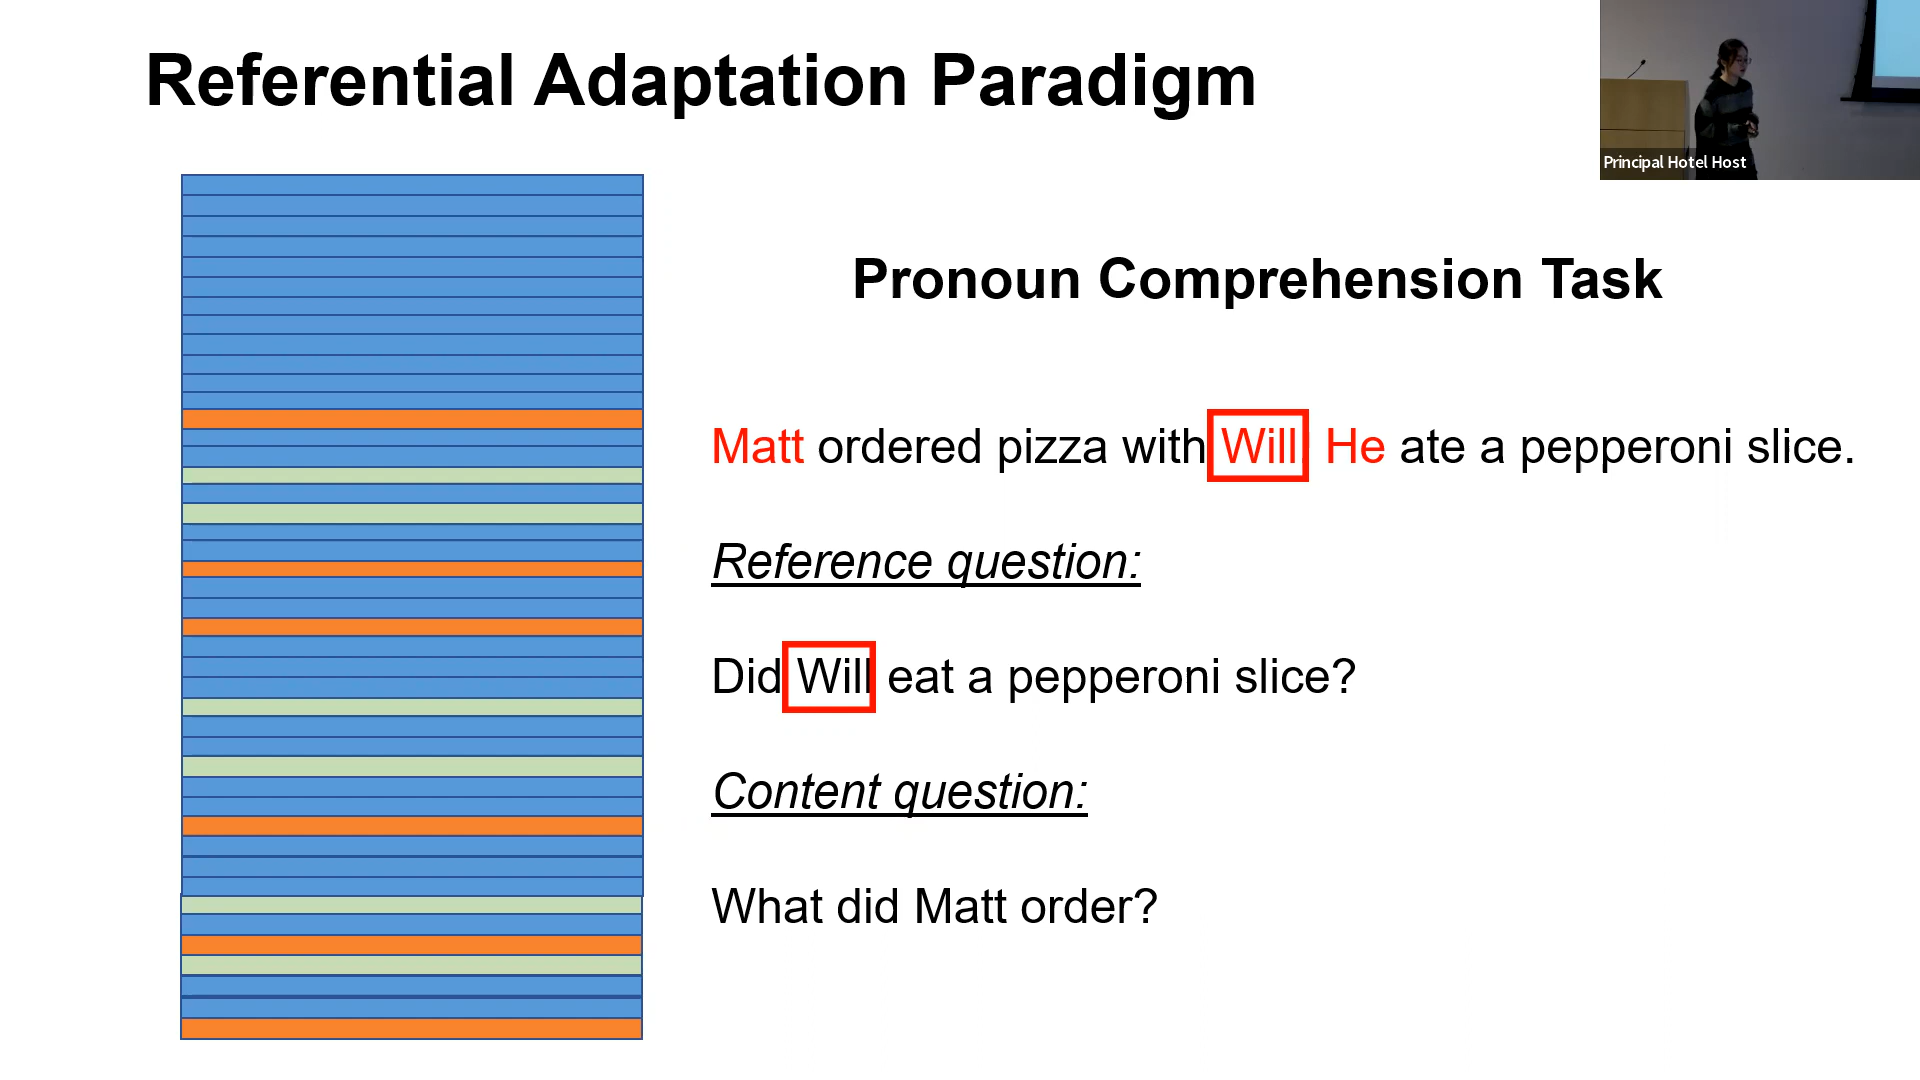 Referential Adaptation Paradigm
Principal Hotel Host
Pronoun Comprehension Task
Matt ordered pizza with Will. He ate a pepperoni slice.
Reference question:
Did Will eat a pepperoni slice?
Content question:
What did Matt order?